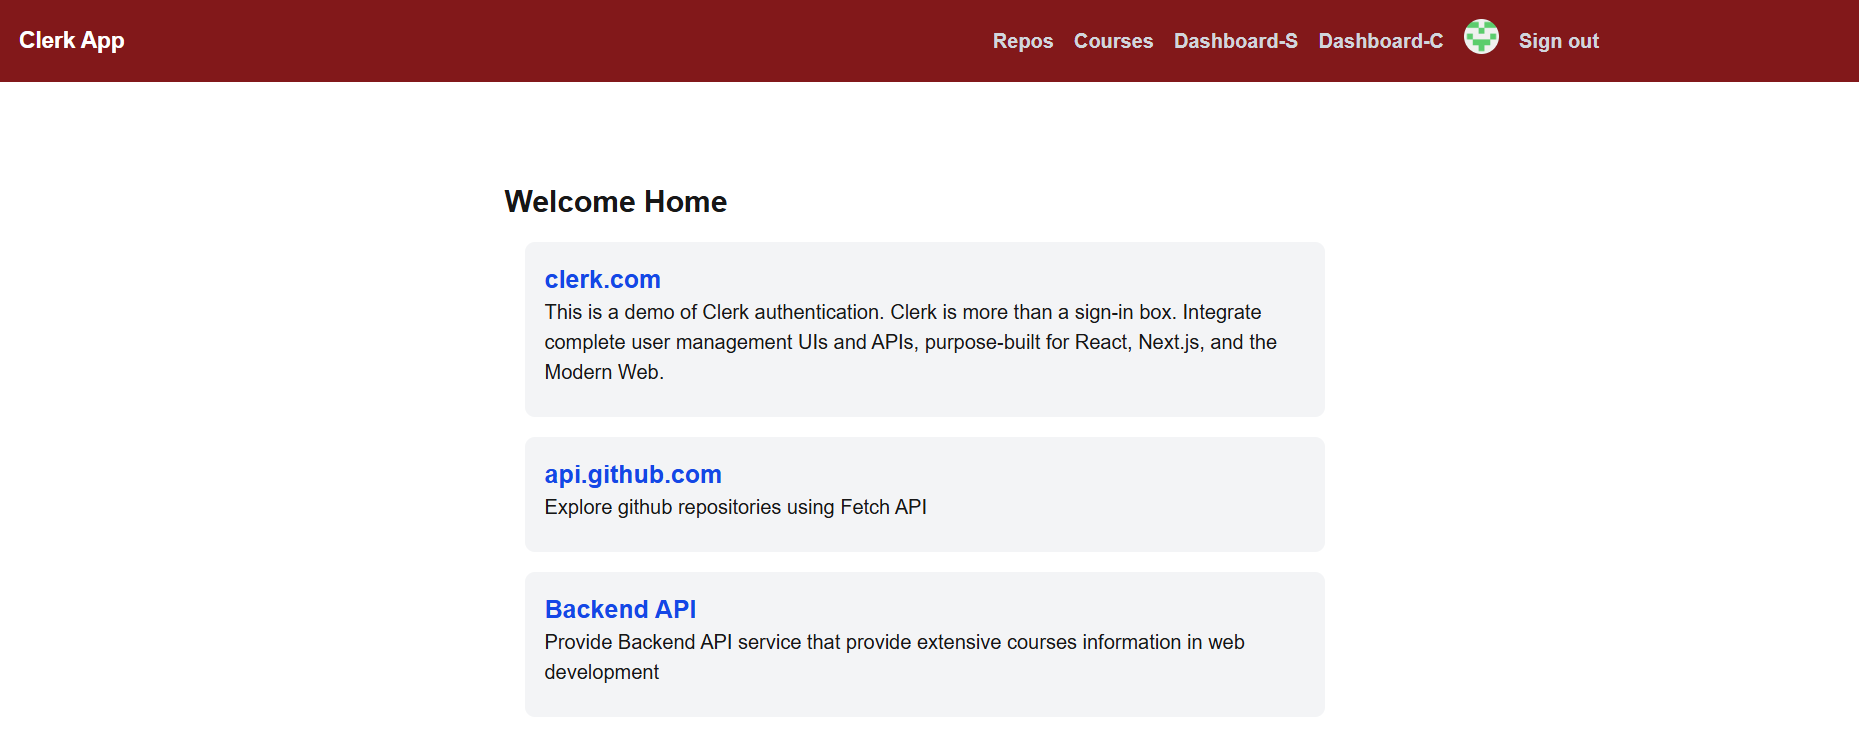 Clerk App
Repos Courses Dashboard-S Dashboard-C Sign out
Welcome Home
clerk.com
This is a demo of Clerk authentication. Clerk is more than a sign-in box. Integrate
complete user management UIs and APIs, purpose-built for React, Next.js, and the
Modern Web.
api.github.com
Explore github repositories using Fetch API
Backend API
Provide Backend API service that provide extensive courses information in web
development